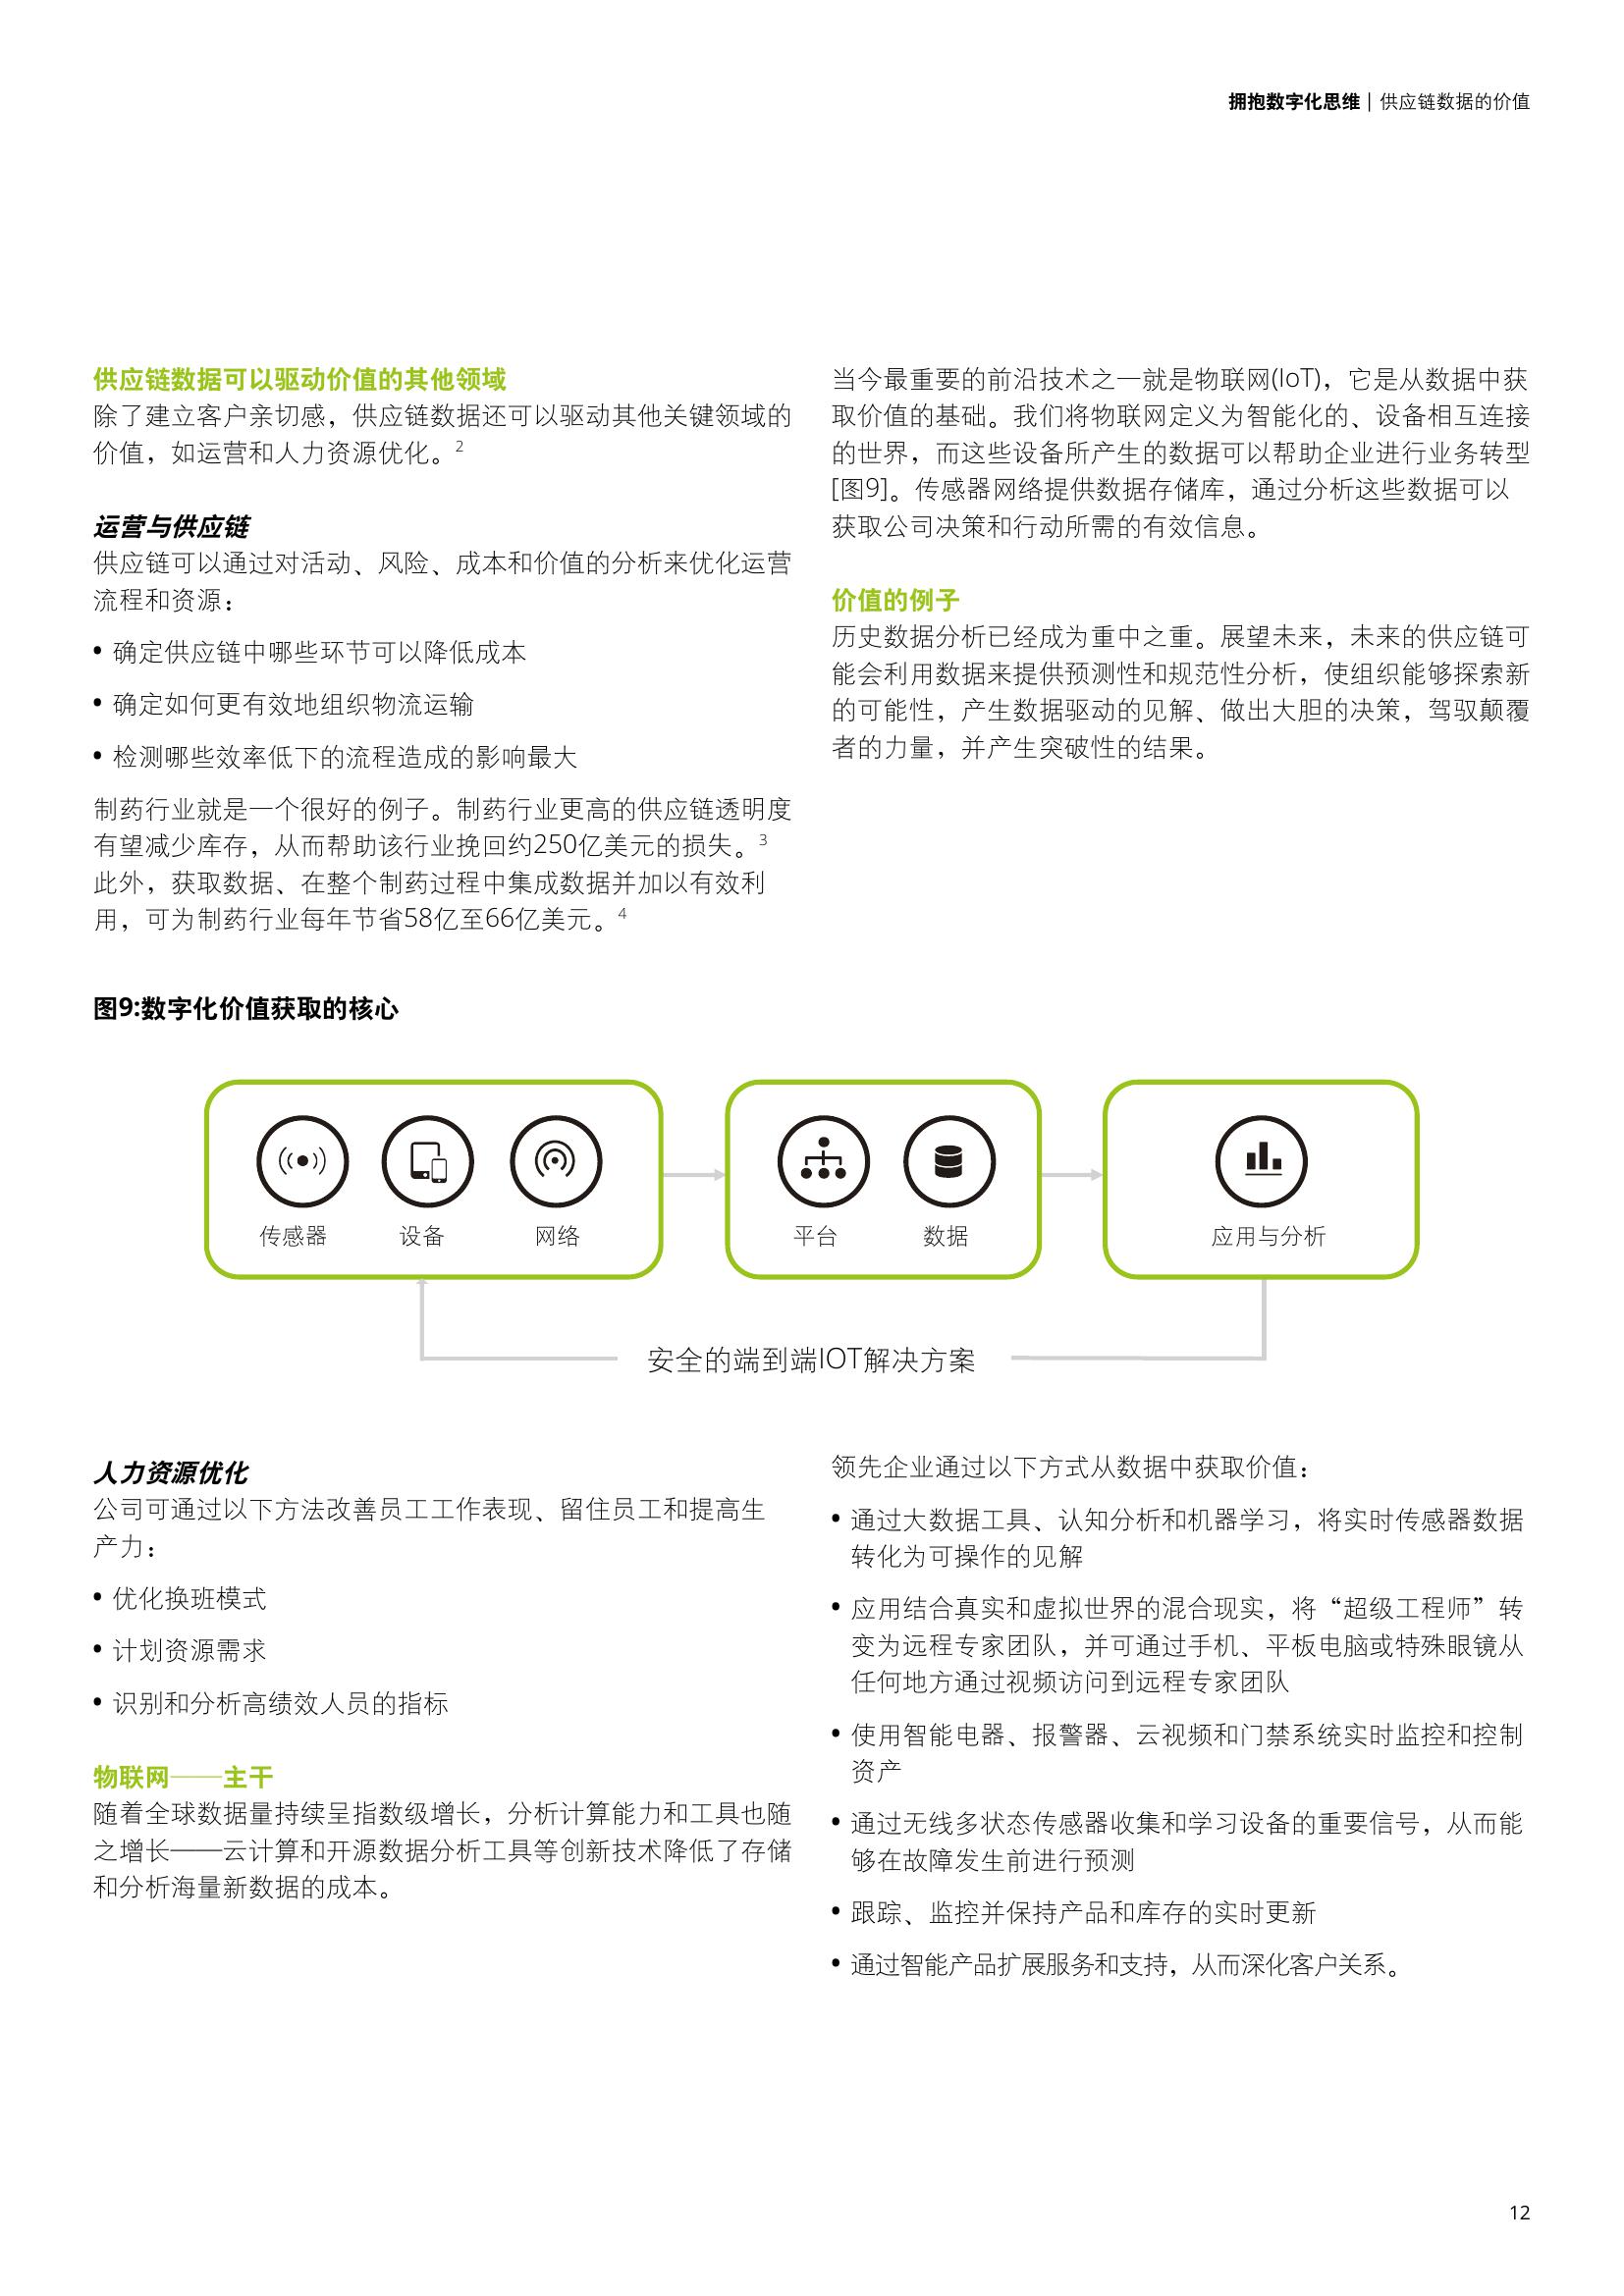 拥抱数字化思维 | 供应链数据的价值
供应链数据可以驱动价值的其他领域
除了建立客户亲切感，供应链数据还可以驱动其他关键领域的
价值，如运营和人力资源优化。2
运营与供应链
供应链可以通过对活动、风险、成本和价值的分析来优化运营
流程和资源：
• 确定供应链中哪些环节可以降低成本
• 确定如何更有效地组织物流运输
• 检测哪些效率低下的流程造成的影响最大
制药行业就是一个很好的例子。制药行业更高的供应链透明度
有望减少库存，从而帮助该行业挽回约250亿美元的损失。3
此外，获取数据、在整个制药过程中集成数据并加以有效利
用，可为制药行业每年节省58亿至66亿美元。4
当今最重要的前沿技术之一就是物联网(IoT)，它是从数据中获
取价值的基础。我们将物联网定义为智能化的、设备相互连接
的世界，而这些设备所产生的数据可以帮助企业进行业务转型
[图9]。传感器网络提供数据存储库，通过分析这些数据可以
获取公司决策和行动所需的有效信息。
价值的例子
历史数据分析已经成为重中之重。展望未来，未来的供应链可
能会利用数据来提供预测性和规范性分析，使组织能够探索新
的可能性，产生数据驱动的见解、做出大胆的决策，驾驭颠覆
者的力量，并产生突破性的结果。
图9:数字化价值获取的核心
传感器 设备 网络 平台 数据 应用与分析
安全的端到端IOT解决方案
人力资源优化
公司可通过以下方法改善员工工作表现、留住员工和提高生
产力：
• 优化换班模式
• 计划资源需求
• 识别和分析高绩效人员的指标
物联网——主干
随着全球数据量持续呈指数级增长，分析计算能力和工具也随
之增长——云计算和开源数据分析工具等创新技术降低了存储
和分析海量新数据的成本。
领先企业通过以下方式从数据中获取价值：
• 通过大数据工具、认知分析和机器学习，将实时传感器数据
转化为可操作的见解
• 应用结合真实和虚拟世界的混合现实，将“超级工程师”转
变为远程专家团队，并可通过手机、平板电脑或特殊眼镜从
任何地方通过视频访问到远程专家团队
• 使用智能电器、报警器、云视频和门禁系统实时监控和控制
资产
• 通过无线多状态传感器收集和学习设备的重要信号，从而能
够在故障发生前进行预测
• 跟踪、监控并保持产品和库存的实时更新
• 通过智能产品扩展服务和支持，从而深化客户关系。
12